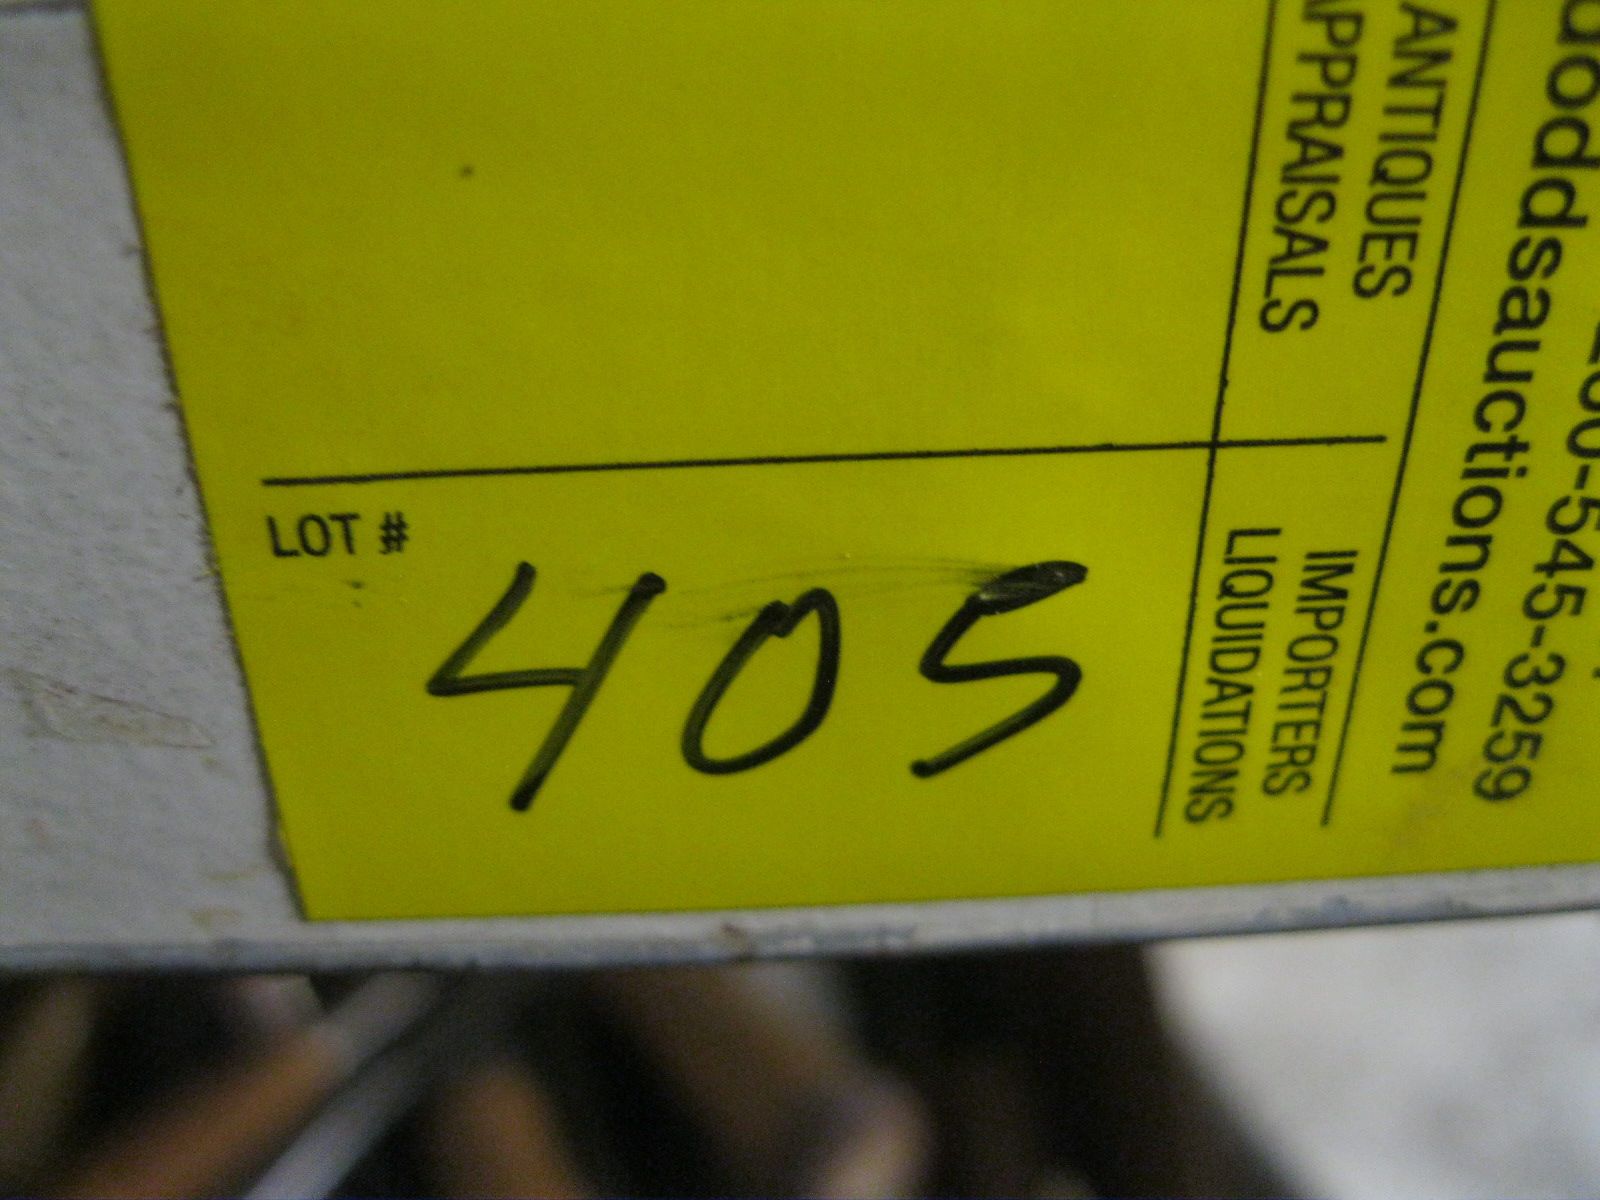 LOT #
405
ANTIQUES
APPRAISALS
IMPORTERS
LIQUIDATIONS
doddsauctions.com
-545-3259